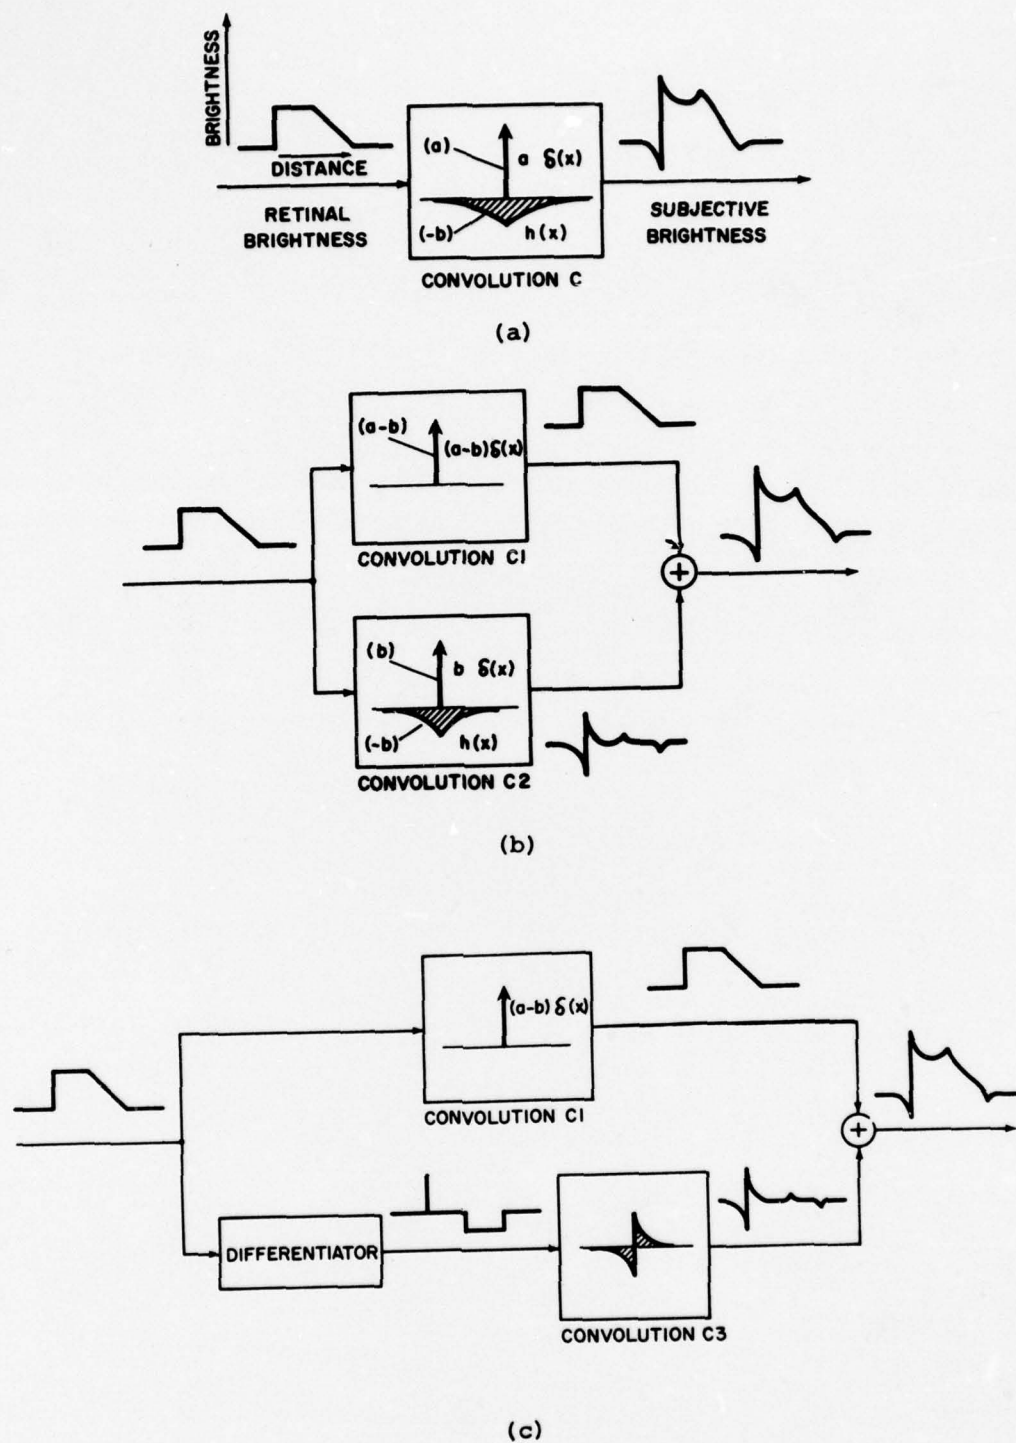 BRIGHTNESS
DISTANCE
RETINAL
BRIGHTNESS
(a)
a δ(x)
(-b)
h(x)
CONVOLUTION C
SUBJECTIVE
BRIGHTNESS
(a)
(a-b)
(a-b)δ(x)
CONVOLUTION C1
+
(b)
b δ(x)
(-b)
h(x)
CONVOLUTION C2
(b)
(a-b) δ(x)
CONVOLUTION C1
+
DIFFERENTIATOR
CONVOLUTION C3
(c)